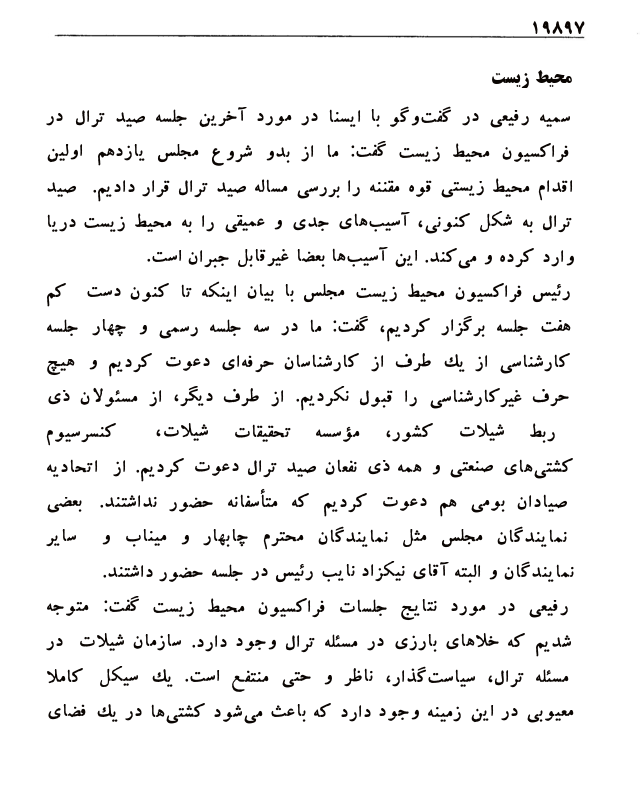 ۱۹۸۹۷
محیط زیست
سمیه رفیعی در گفت‌وگو با ایسنا در مورد آخرین جلسه صید ترال در
فراکسیون محیط زیست گفت: ما از بدو شروع مجلس یازدهم اولین
اقدام محیط زیستی قوه مقننه را بررسی مساله صید ترال قرار دادیم. صید
ترال به شکل کنونی، آسیب‌های جدی و عمیقی را به محیط زیست دریا
وارد کرده و می‌کند. این آسیب‌ها بعضا غیرقابل جبران است.
رئیس فراکسیون محیط زیست مجلس با بیان اینکه تا کنون دست کم
هفت جلسه برگزار کردیم، گفت: ما در سه جلسه رسمی و چهار جلسه
کارشناسی از یك طرف از کارشناسان حرفه‌ای دعوت کردیم و هیچ
حرف غیرکارشناسی را قبول نکردیم. از طرف دیگر، از مسئولان ذی
ربط شیلات کشور، مؤسسه تحقیقات شیلات، کنسرسیوم
کشتی‌های صنعتی و همه ذی نفعان صید ترال دعوت کردیم. از اتحادیه
صیادان بومی هم دعوت کردیم که متأسفانه حضور نداشتند. بعضی
نمایندگان مجلس مثل نمایندگان محترم چابهار و میناب و سایر
نمایندگان و البته آقای نیکزاد نایب رئیس در جلسه حضور داشتند.
رفیعی در مورد نتایج جلسات فراکسیون محیط زیست گفت: متوجه
شدیم که خلاهای بارزی در مسئله ترال وجود دارد. سازمان شیلات در
مسئله ترال، سیاست‌گذار، ناظر و حتی منتفع است. یك سیکل کاملا
معیوبی در این زمینه وجود دارد که باعث می‌شود کشتی‌ها در یك فضای